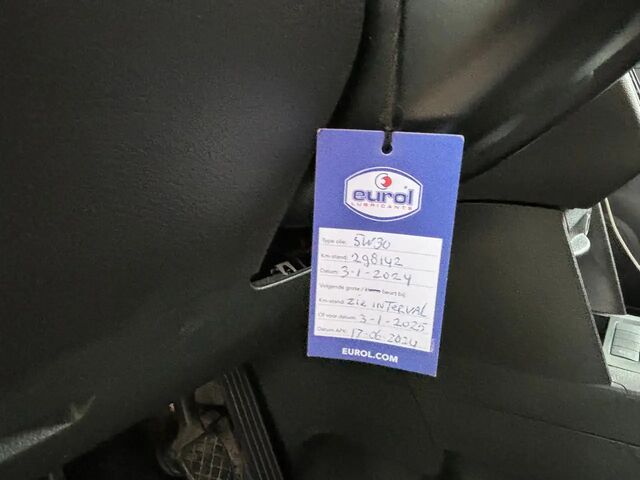 eurol
LUBRICANTS
Type olie: 5W30
Km-stand: 298142
Datum: 3-1-2024
Volgende grote / kleine beurt bij:
Km-stand: ZIE INTERVAL
Of voor datum: 3-1-2025
Datum APK: 17-06-2024
EUROL.COM